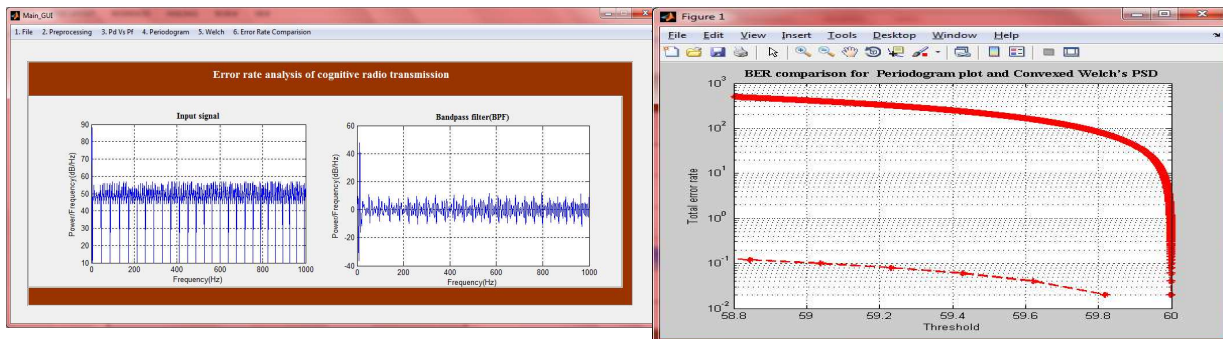 Main_GUI
1. File 2. Preprocessing 3. Pd Vs Pf 4. Periodogram 5. Welch 6. Error Rate Comparision
Error rate analysis of cognitive radio transmission
Input signal
90
80
70
60
50
40
30
20
10
0 200 400 600 800 1000
Power/Frequency(dB/Hz)
Frequency(Hz)
Bandpass filter(BPF)
60
40
20
0
-20
-40
0 200 400 600 800 1000
Power/Frequency(dB/Hz)
Frequency(Hz)
Figure 1
File Edit View Insert Tools Desktop Window Help
BER comparison for Periodogram plot and Convexed Welch's PSD
10^3
10^2
10^1
10^0
10^-1
10^-2
58.8 59 59.2 59.4 59.6 59.8 60
Total error rate
Threshold